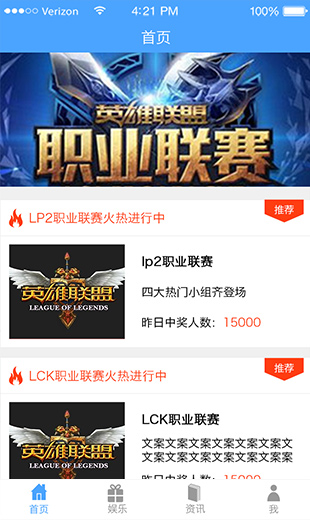 Verizon 4:21 PM 100%
首页
英雄联盟
职业联赛
推荐
LP2职业联赛火热进行中
英雄联盟
LEAGUE OF LEGENDS
lp2职业联赛
四大热门小组齐登场
昨日中奖人数：15000
推荐
LCK职业联赛火热进行中
英雄联盟
LEAGUE OF LEGENDS
LCK职业联赛
文案文案文案文案文案文案文
文案文案文案文案文案文案案
昨日中奖人数：15000
首页 娱乐 资讯 我